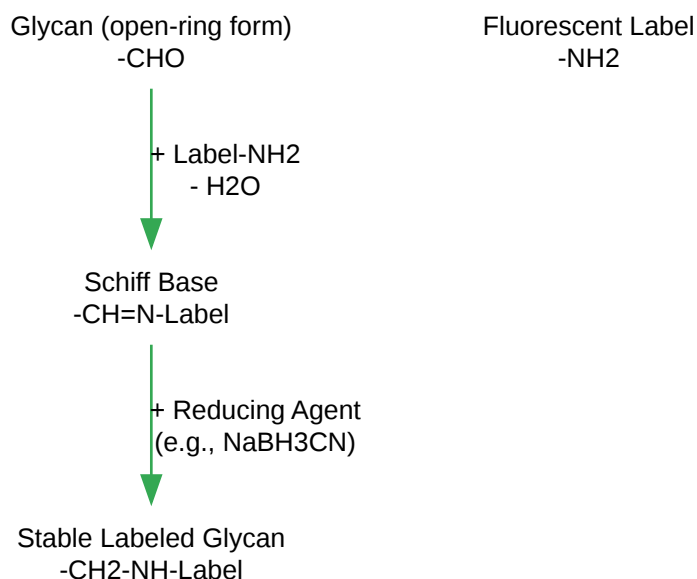 Glycan (open-ring form)
-CHO
Fluorescent Label
-NH2
+ Label-NH2
- H2O
Schiff Base
-CH=N-Label
+ Reducing Agent
(e.g., NaBH3CN)
Stable Labeled Glycan
-CH2-NH-Label